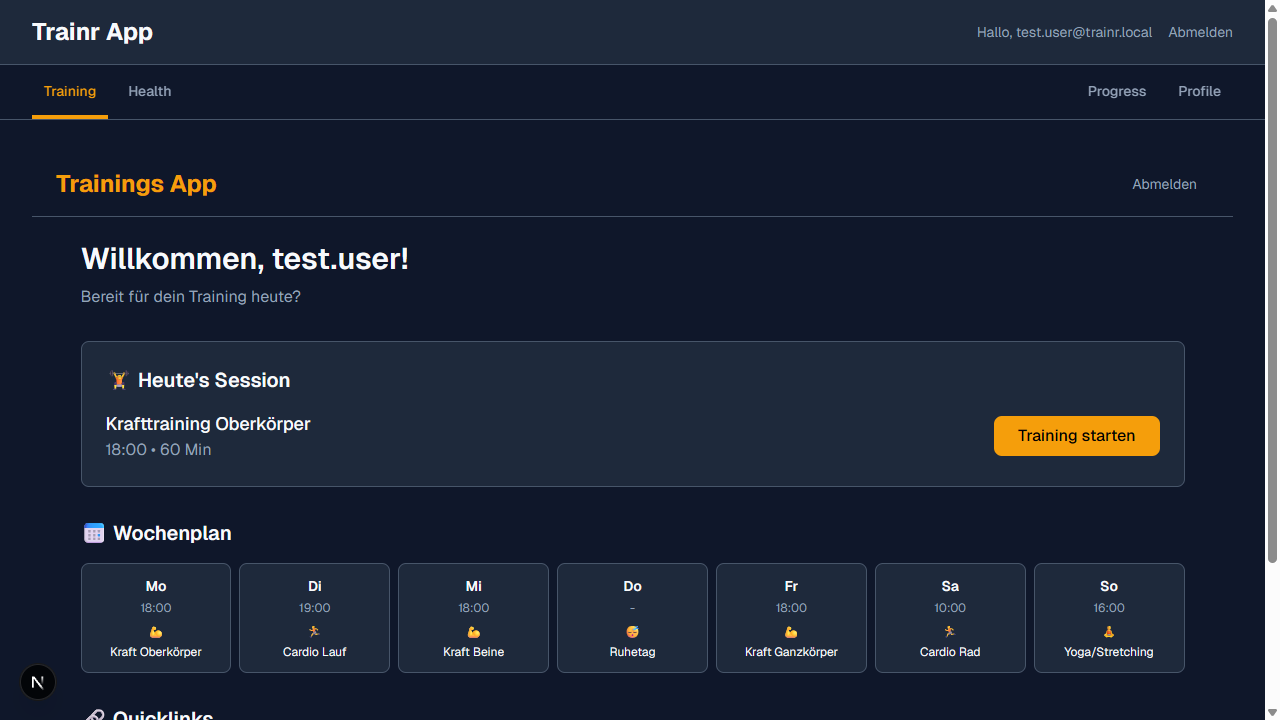 Trainr App
Hallo, test.user@trainr.local Abmelden
Training Health Progress Profile
Trainings App Abmelden
Willkommen, test.user!
Bereit für dein Training heute?
🏋️ Heute's Session
Krafttraining Oberkörper
18:00 • 60 Min
Training starten
📅 Wochenplan
Mo
18:00
💪
Kraft Oberkörper
Di
19:00
🏃
Cardio Lauf
Mi
18:00
💪
Kraft Beine
Do
-
😴
Ruhetag
Fr
18:00
💪
Kraft Ganzkörper
Sa
10:00
🏃
Cardio Rad
So
16:00
🧘
Yoga/Stretching
N
🔗 Quicklinks